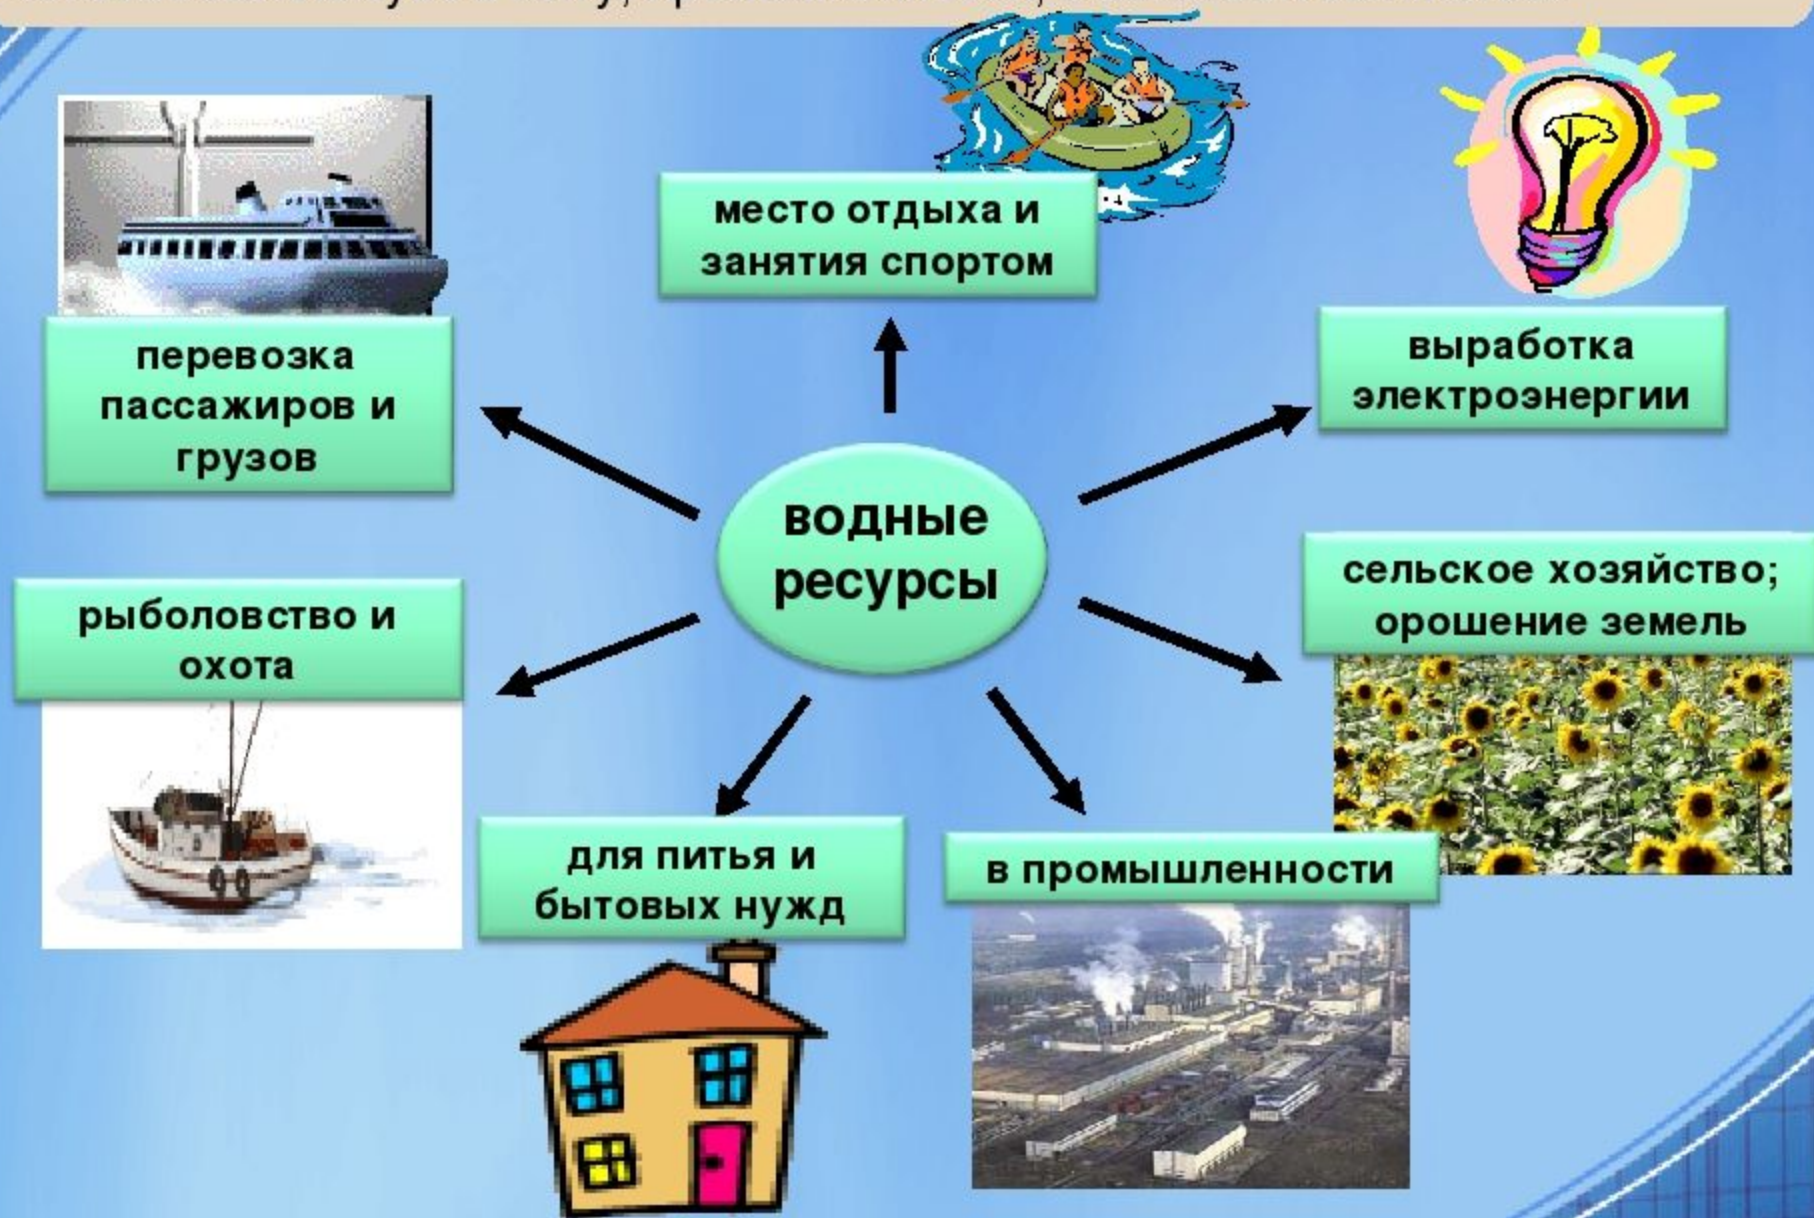 место отдыха и
занятия спортом
выработка
электроэнергии
перевозка
пассажиров и
грузов
водные
ресурсы
сельское хозяйство;
орошение земель
рыболовство и
охота
для питья и
бытовых нужд
в промышленности